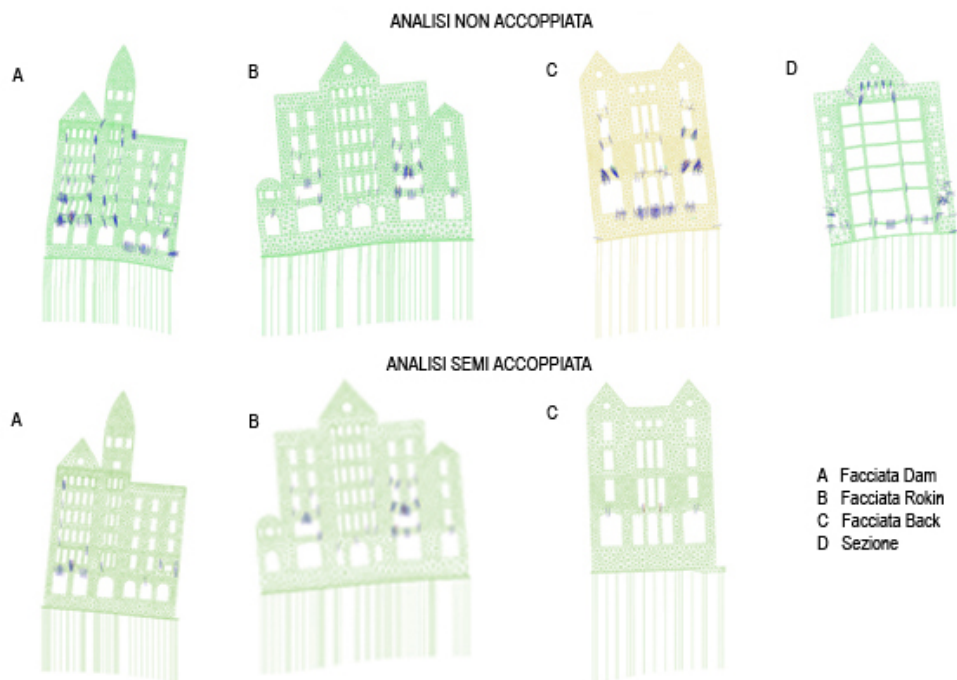 ANALISI NON ACCOPPIATA
A
B
C
D
ANALISI SEMI ACCOPPIATA
A
B
C
A Facciata Dam
B Facciata Rokin
C Facciata Back
D Sezione